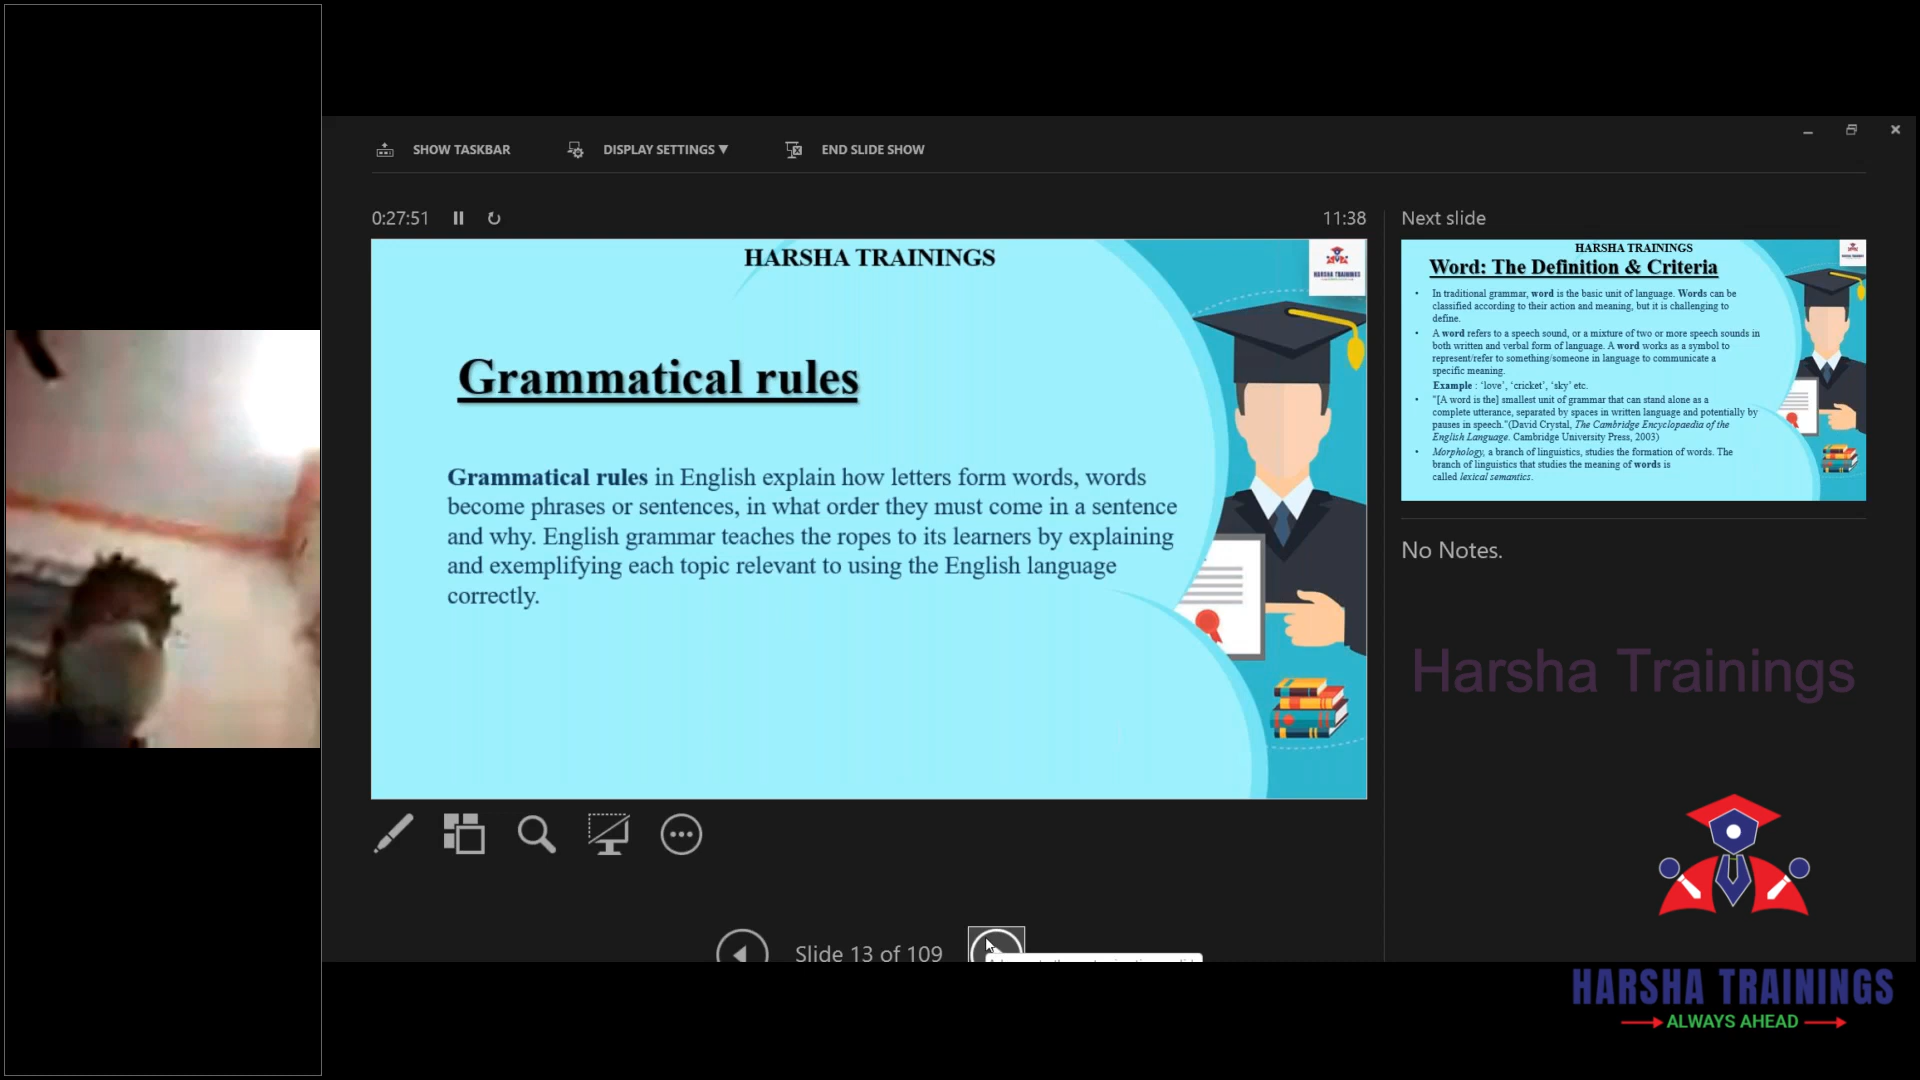 SHOW TASKBAR
DISPLAY SETTINGS ▼
END SLIDE SHOW
0:27:51
11:38
HARSHA TRAININGS
HARSHA TRAININGS
Grammatical rules
Grammatical rules in English explain how letters form words, words
become phrases or sentences, in what order they must come in a sentence
and why. English grammar teaches the ropes to its learners by explaining
and exemplifying each topic relevant to using the English language
correctly.
Slide 13 of 109
Next slide
HARSHA TRAININGS
Word: The Definition & Criteria
• In traditional grammar, word is the basic unit of language. Words can be
classified according to their action and meaning, but it is challenging to
define.
• A word refers to a speech sound, or a mixture of two or more speech sounds in
both written and verbal form of language. A word works as a symbol to
represent/refer to something/someone in language to communicate a
specific meaning.
Example : ‘love’, ‘cricket’, ‘sky’ etc.
• "[A word is the] smallest unit of grammar that can stand alone as a
complete utterance, separated by spaces in written language and potentially by
pauses in speech."(David Crystal, The Cambridge Encyclopaedia of the
English Language. Cambridge University Press, 2003)
• Morphology, a branch of linguistics, studies the formation of words. The
branch of linguistics that studies the meaning of words is
called lexical semantics.
No Notes.
Harsha Trainings
HARSHA TRAININGS
ALWAYS AHEAD